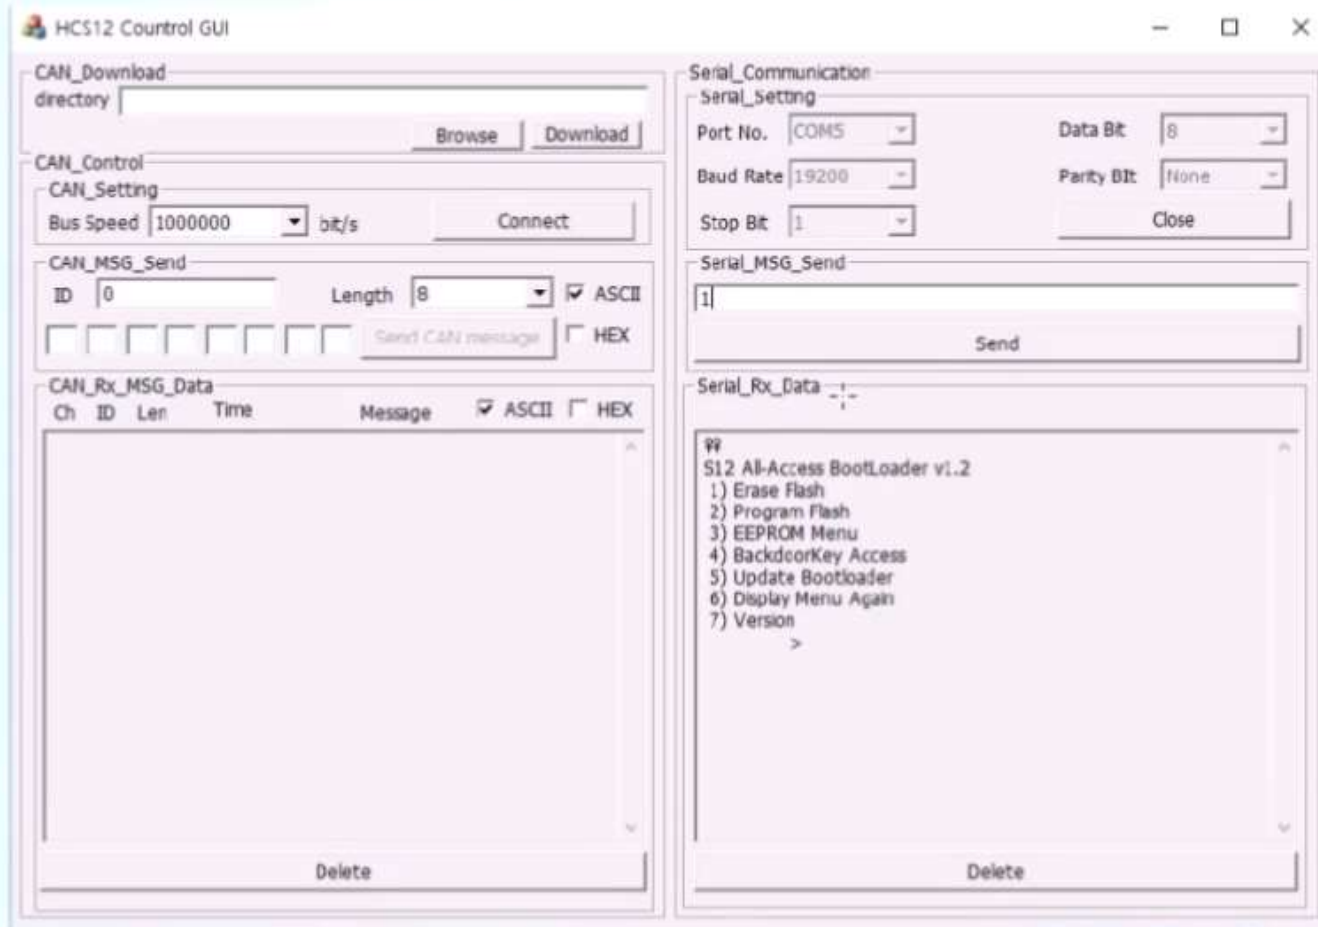 HCS12 Countrol GUI
CAN_Download
directory
Browse Download
CAN_Control
CAN_Setting
Bus Speed 1000000 bit/s Connect
CAN_MSG_Send
ID 0 Length 8 ASCII
Send CAN message HEX
CAN_Rx_MSG_Data
Ch ID Len Time Message ASCII HEX
Delete
Serial_Communication
Serial_Setting
Port No. COM5 Data Bit 8
Baud Rate 19200 Parity BIt None
Stop Bit 1 Close
Serial_MSG_Send
1
Send
Serial_Rx_Data
S12 All-Access BootLoader v1.2
1) Erase Flash
2) Program Flash
3) EEPROM Menu
4) BackdoorKey Access
5) Update Bootloader
6) Display Menu Again
7) Version
>
Delete